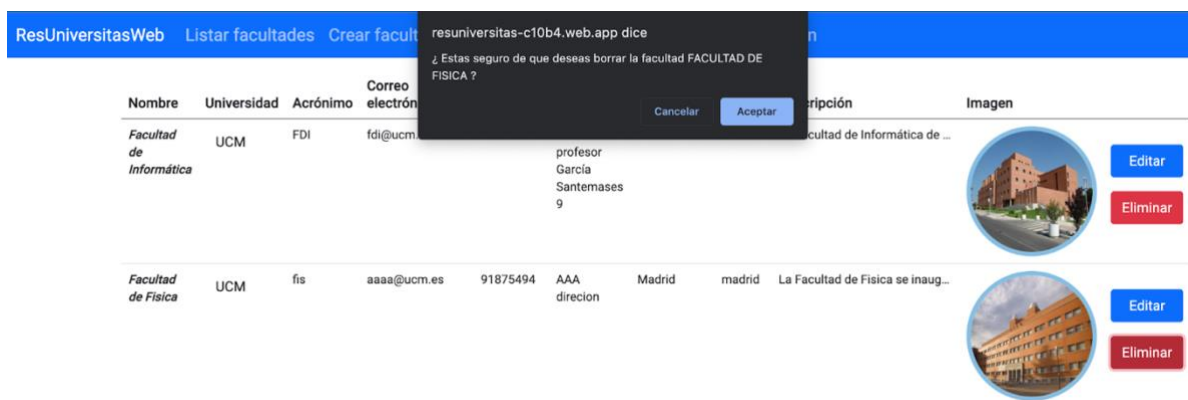 ResUniversitasWeb Listar facultades Crear facult
resuniversitas-c10b4.web.app dice
¿ Estas seguro de que deseas borrar la facultad FACULTAD DE
FISICA ?
Cancelar Aceptar
Nombre Universidad Acrónimo Correo
electrón
cripción Imagen
Facultad
de
Informática
UCM
FDI
fdi@ucm.
profesor
García
Santemases
9
cultad de Informática de ...
Editar
Eliminar
Facultad
de Fisica
UCM
fis
aaaa@ucm.es
91875494
AAA
direcion
Madrid
madrid
La Facultad de Fisica se inaug...
Editar
Eliminar